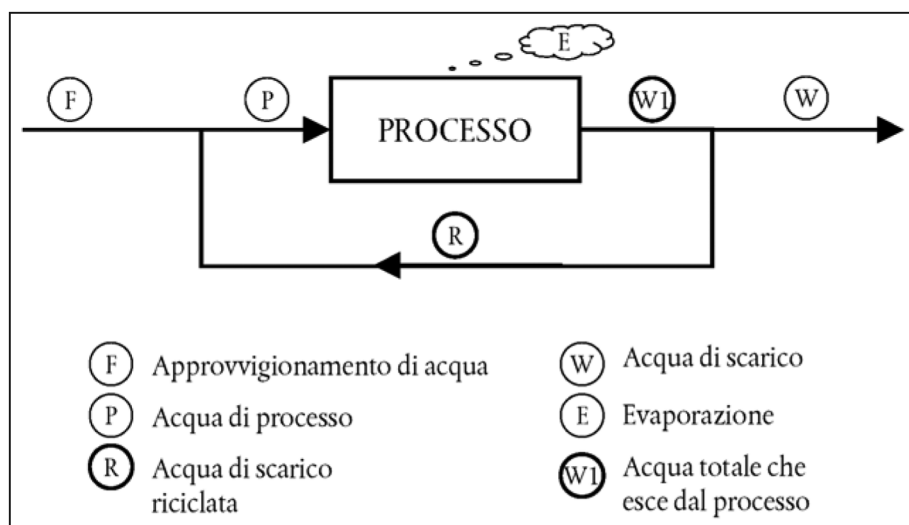 E
F
P
W1
W
PROCESSO
R
F Approvvigionamento di acqua
P Acqua di processo
R Acqua di scarico
riciclata
W Acqua di scarico
E Evaporazione
W1 Acqua totale che
esce dal processo